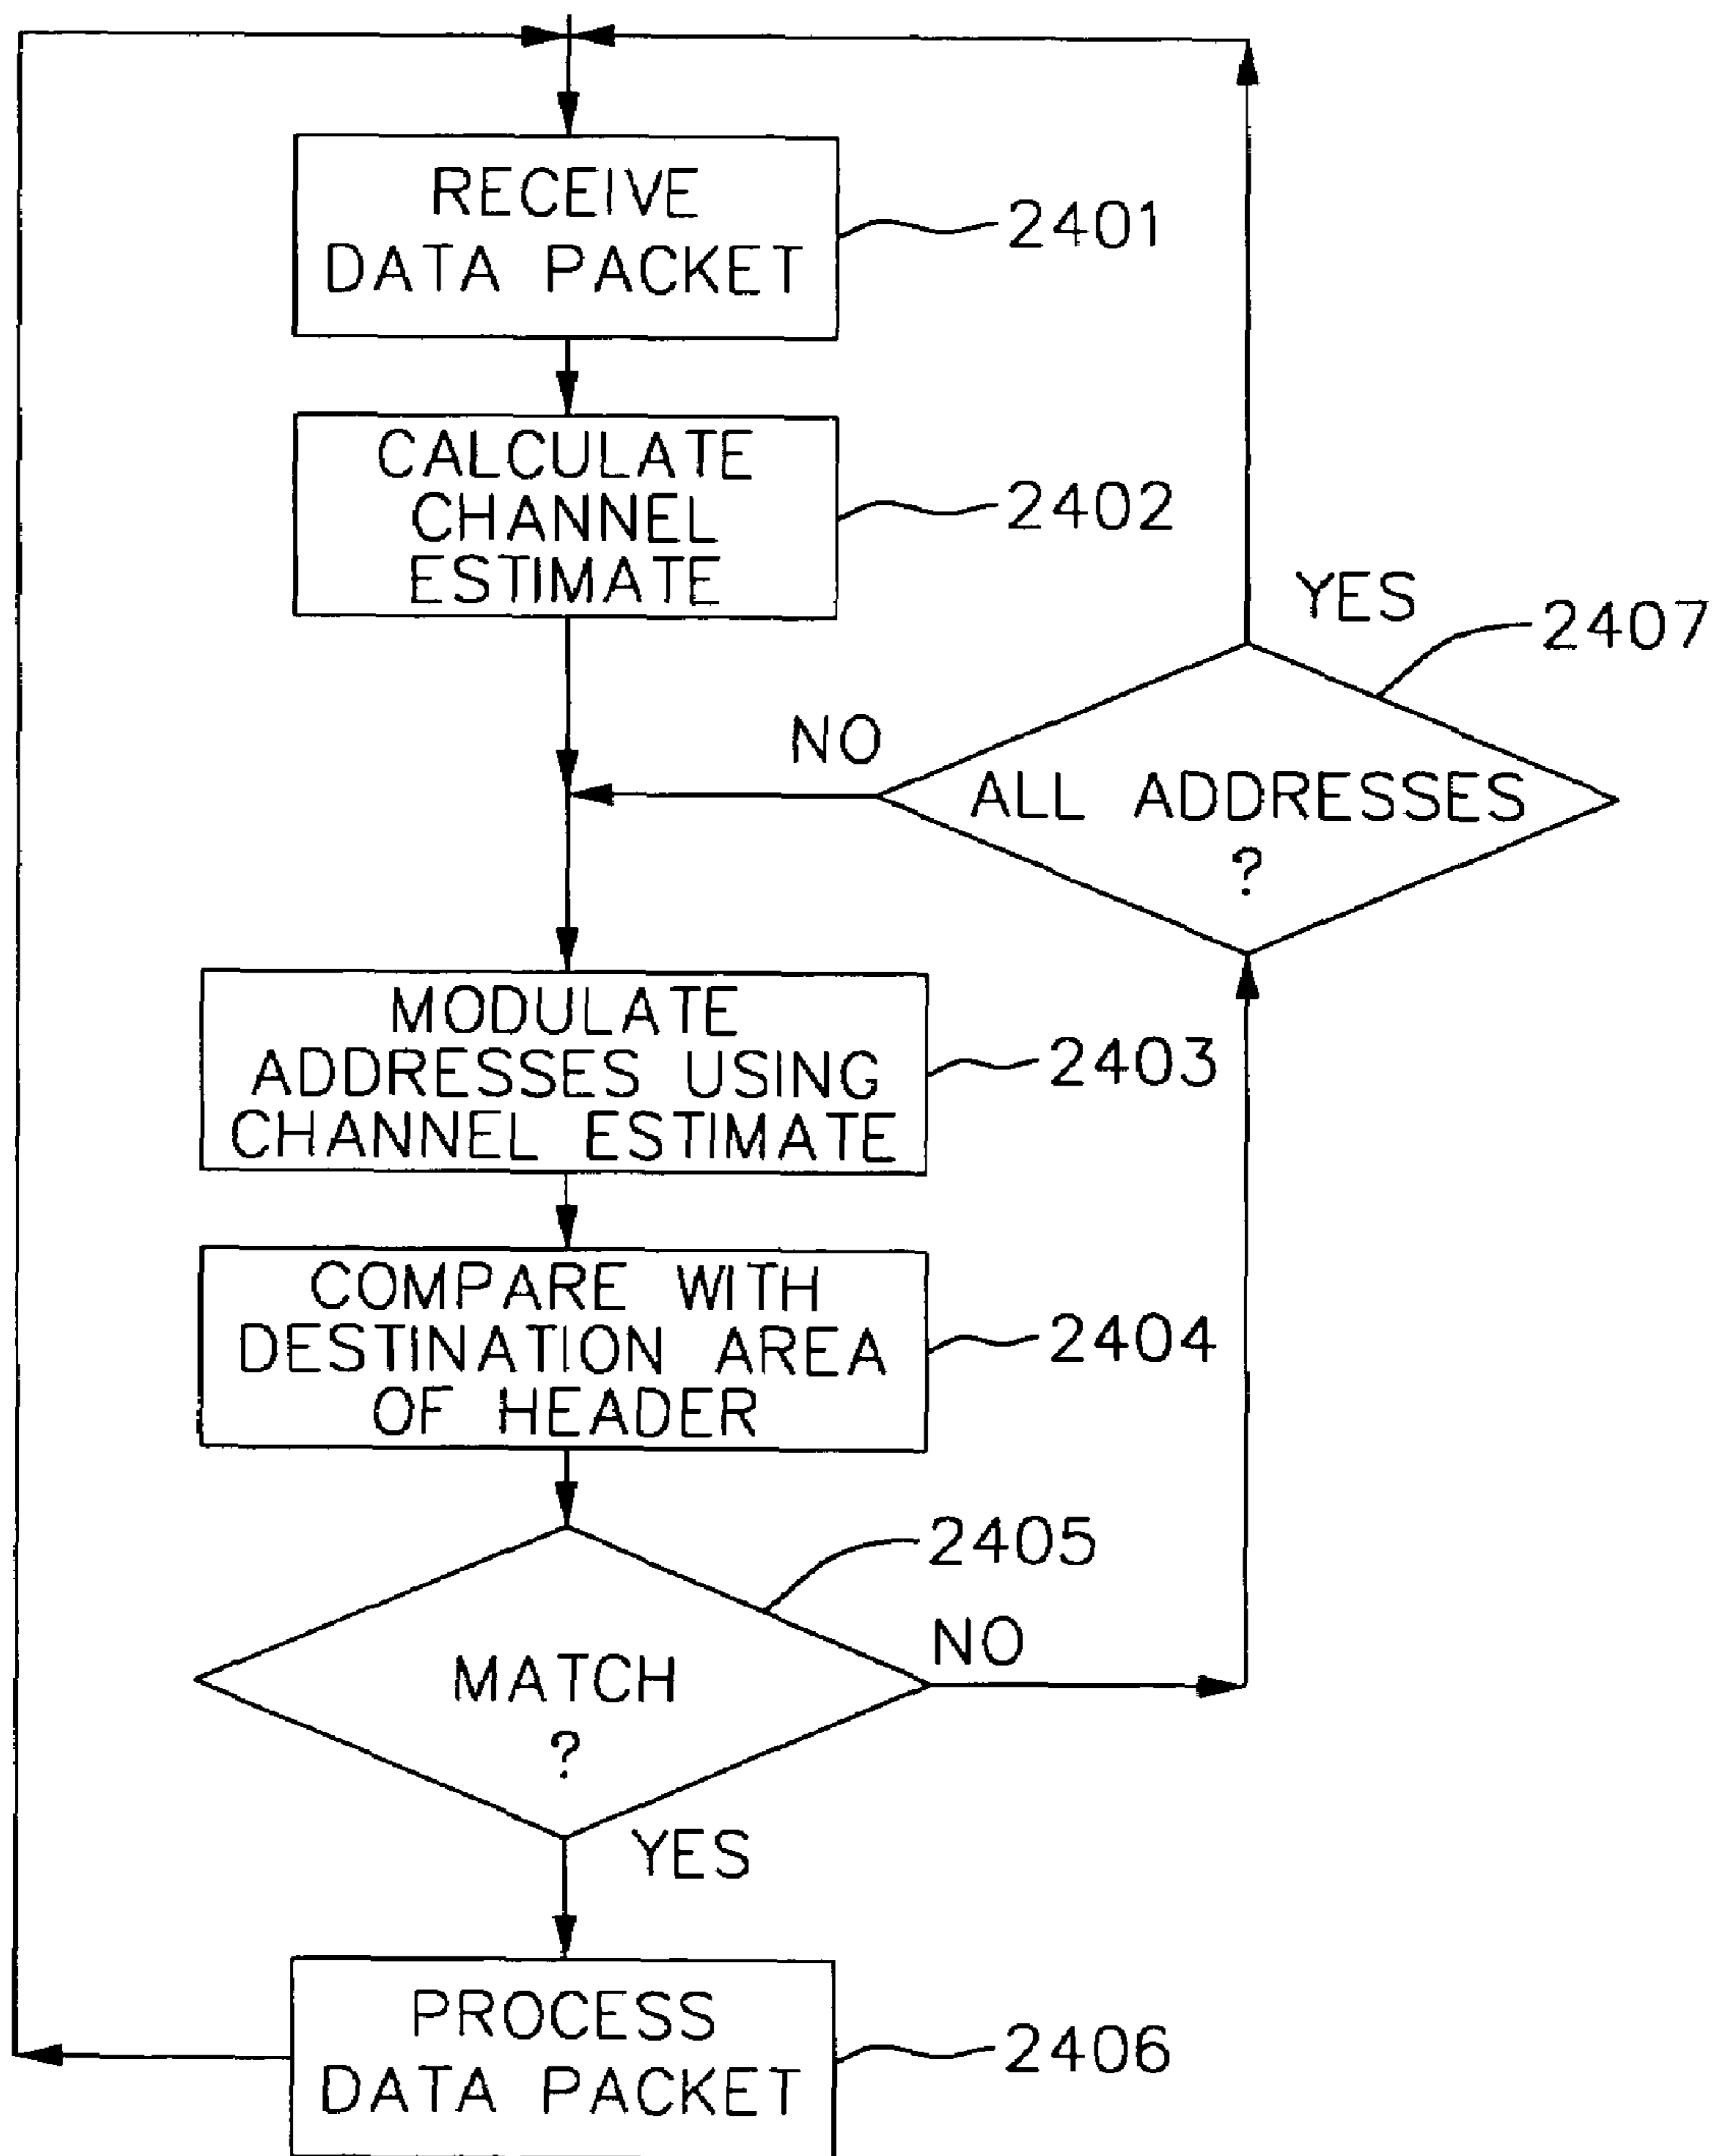 RECEIVE
DATA PACKET
2401
CALCULATE
CHANNEL
ESTIMATE
2402
YES
2407
NO
ALL ADDRESSES
?
MODULATE
ADDRESSES USING
CHANNEL ESTIMATE
2403
COMPARE WITH
DESTINATION AREA
OF HEADER
2404
2405
NO
MATCH
?
YES
PROCESS
DATA PACKET
2406